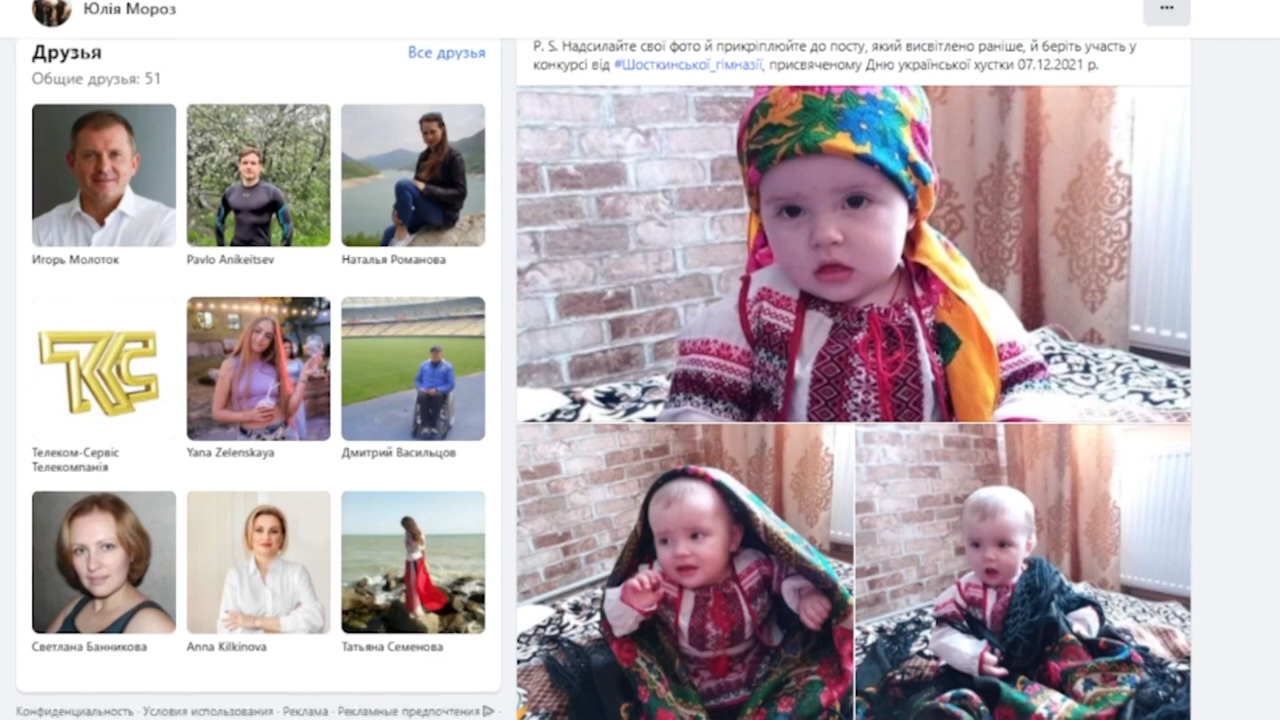 Юлія Мороз
Друзья
Все друзья
Общие друзья: 51
Игорь Молоток
Pavlo Anikeitsev
Наталья Романова
ТКС
Телеком-Сервіс
Телекомпанія
Yana Zelenskaya
Дмитрий Васильцов
Светлана Банникова
Anna Kilkinova
Татьяна Семенова
Конфиденциальность · Условия использования · Реклама · Рекламные предпочтения ·
P. S. Надсилайте свої фото й прикріплюйте до посту, який висвітлено раніше, й беріть участь у
конкурсі від #Шосткинської_гімназії, присвяченому Дню української хустки 07.12.2021 р.